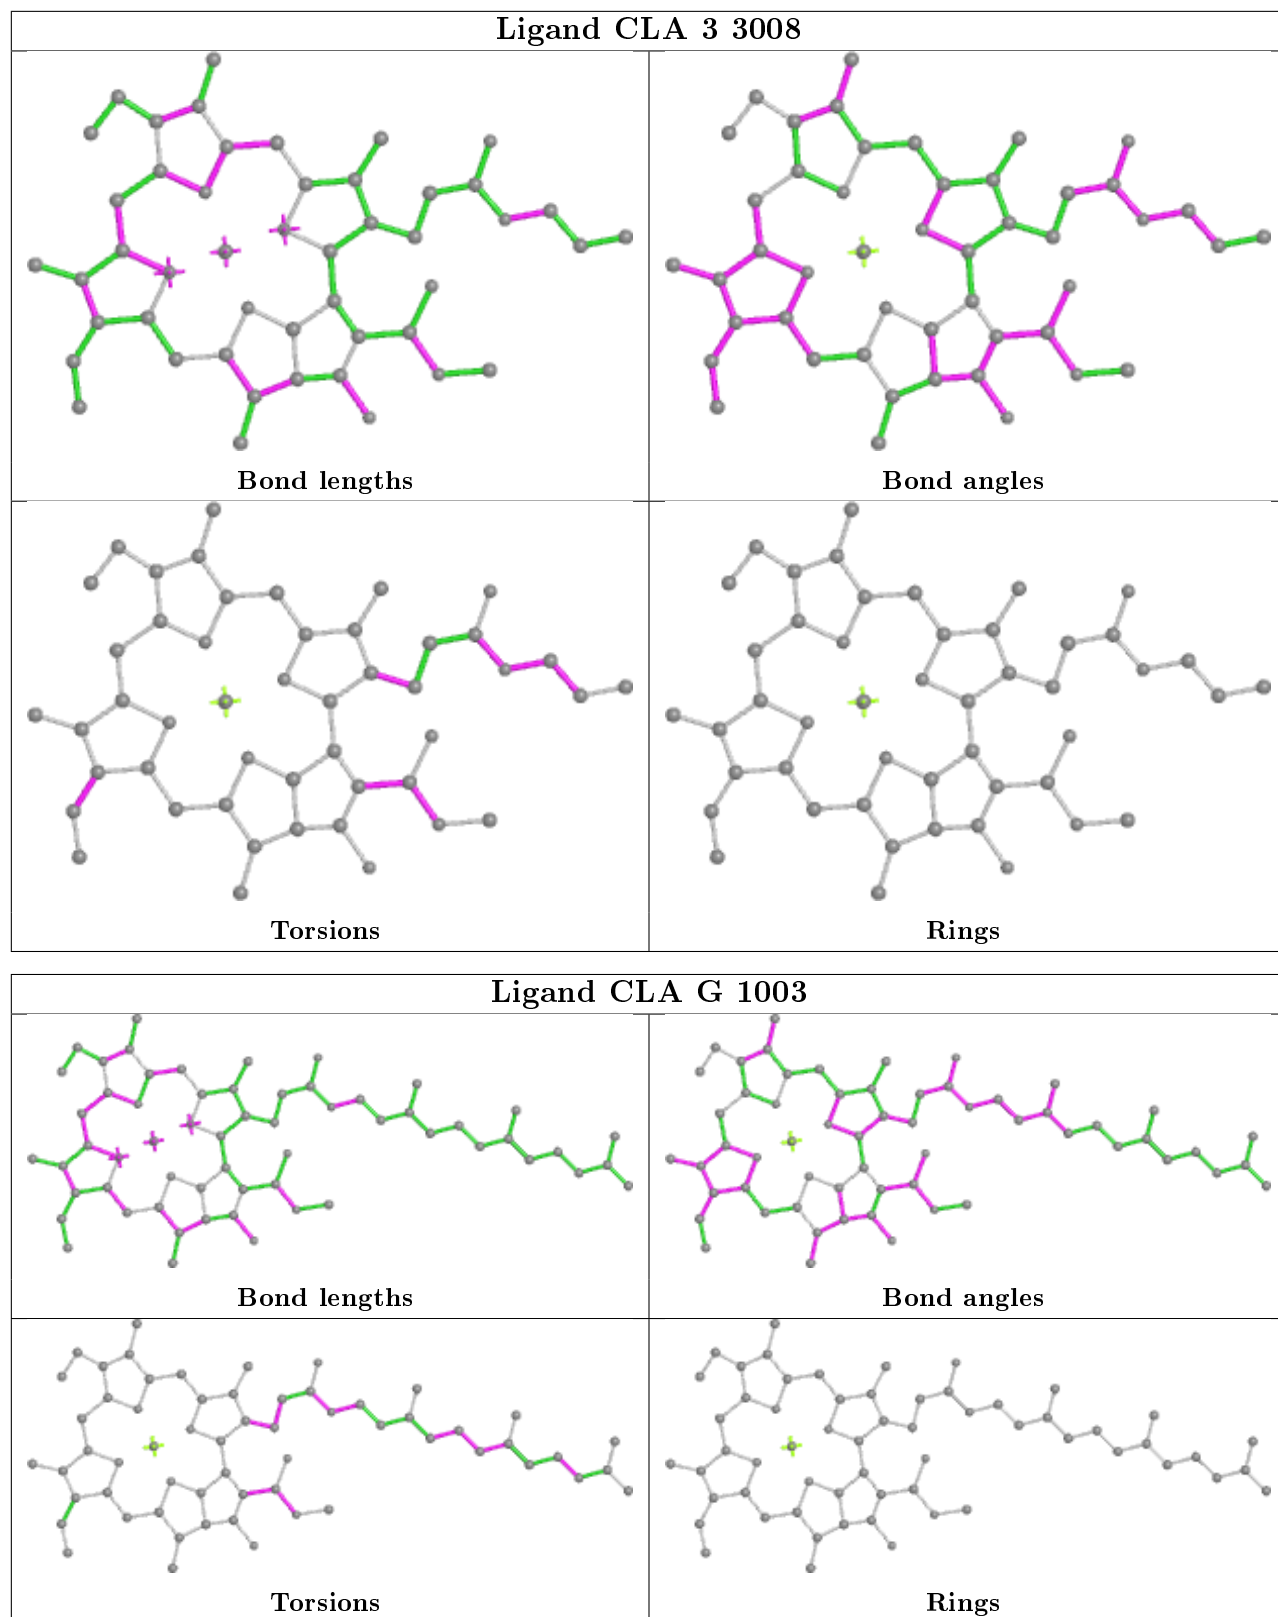 Ligand CLA 3 3008
Bond lengths
Bond angles
Torsions
Rings
Ligand CLA G 1003
Bond lengths
Bond angles
Torsions
Rings